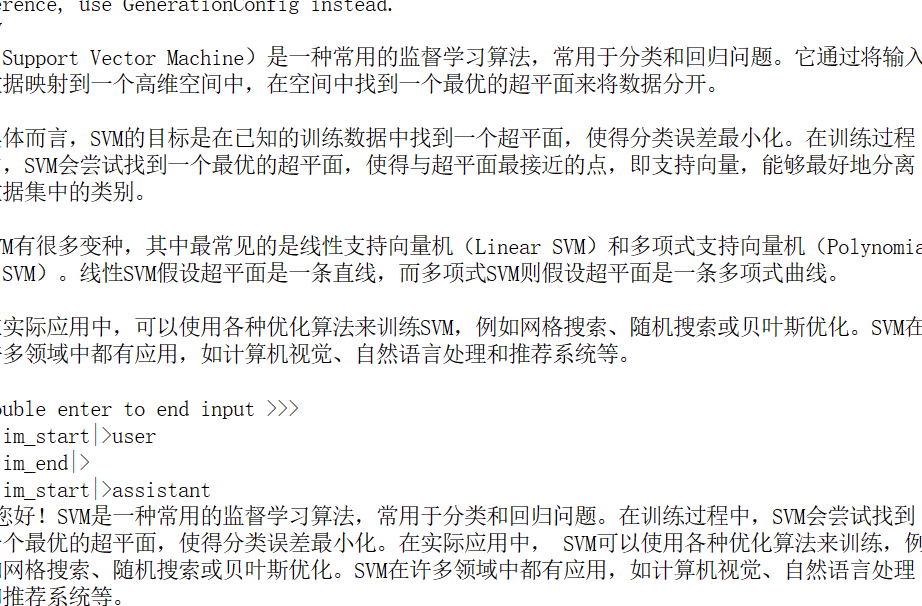 erence, use GenerationConfig instead.
Support Vector Machine）是一种常用的监督学习算法，常用于分类和回归问题。它通过将输入
据映射到一个高维空间中，在空间中找到一个最优的超平面来将数据分开。
体而言，SVM的目标是在已知的训练数据中找到一个超平面，使得分类误差最小化。在训练过程
，SVM会尝试找到一个最优的超平面，使得与超平面最接近的点，即支持向量，能够最好地分离
据集中的类别。
VM有很多变种，其中最常见的是线性支持向量机（Linear SVM）和多项式支持向量机（Polynomia
SVM）。线性SVM假设超平面是一条直线，而多项式SVM则假设超平面是一条多项式曲线。
实际应用中，可以使用各种优化算法来训练SVM，例如网格搜索、随机搜索或贝叶斯优化。SVM在
多领域中都有应用，如计算机视觉、自然语言处理和推荐系统等。
ouble enter to end input >>>
im_start|>user
im_end|>
im_start|>assistant
您好！SVM是一种常用的监督学习算法，常用于分类和回归问题。在训练过程中，SVM会尝试找到
个最优的超平面，使得分类误差最小化。在实际应用中， SVM可以使用各种优化算法来训练，例
网格搜索、随机搜索或贝叶斯优化。SVM在许多领域中都有应用，如计算机视觉、自然语言处理
推荐系统等。